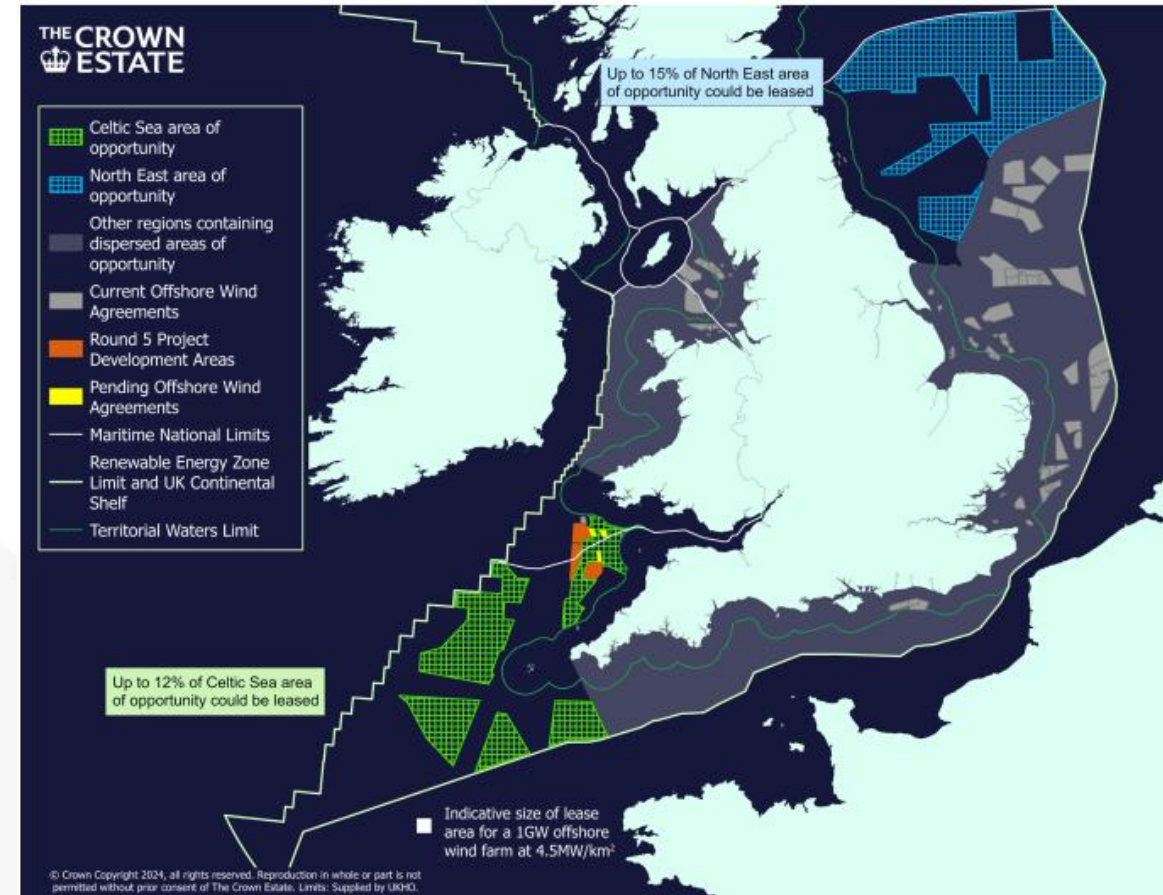 THE CROWN
ESTATE
Up to 15% of North East area
of opportunity could be leased
Celtic Sea area of
opportunity
North East area of
opportunity
Other regions containing
dispersed areas of
opportunity
Current Offshore Wind
Agreements
Round 5 Project
Development Areas
Pending Offshore Wind
Agreements
Maritime National Limits
Renewable Energy Zone
Limit and UK Continental
Shelf
Territorial Waters Limit
Up to 12% of Celtic Sea area
of opportunity could be leased
Indicative size of lease
area for a 1GW offshore
wind farm at 4.5MW/km²
© Crown Copyright 2024, all rights reserved. Reproduction in whole or part is not
permitted without prior consent of The Crown Estate. Limits: Supplied by UKHO.